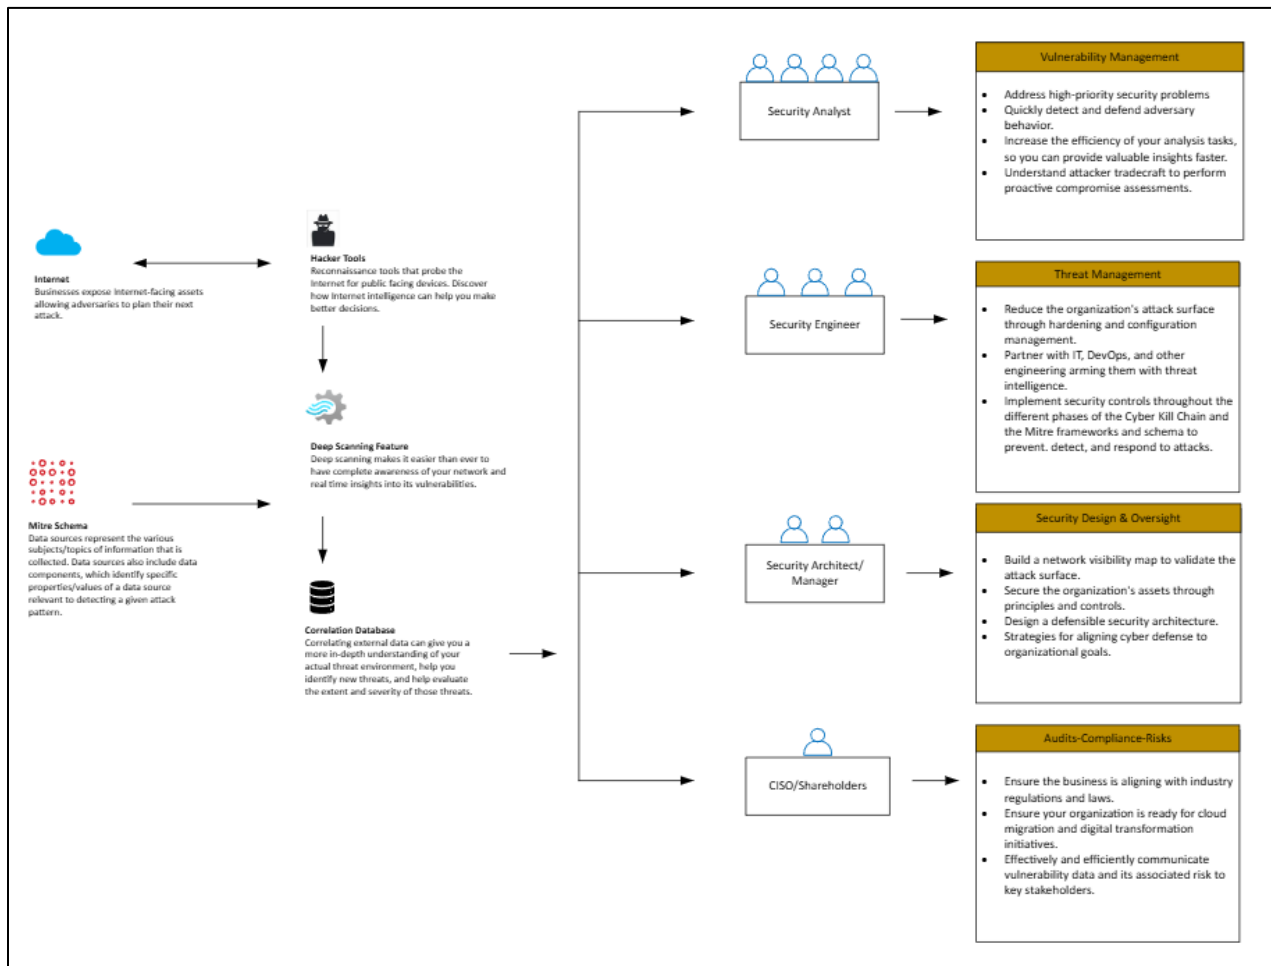 Internet
Businesses expose Internet-facing assets
allowing adversaries to plan their next
attack.
Mitre Schema
Data sources represent the various
subjects/topics of information that is
collected. Data sources also include data
components, which identify specific
properties/values of a data source
relevant to detecting a given attack
pattern.
Hacker Tools
Reconnaissance tools that probe the
Internet for public facing devices. Discover
how Internet intelligence can help you make
better decisions.
Deep Scanning Feature
Deep scanning makes it easier than ever to
have complete awareness of your network and
real time insights into its vulnerabilities.
Correlation Database
Correlating external data can give you a
more in-depth understanding of your
actual threat environment, help you
identify new threats, and help evaluate
the extent and severity of those threats.
Security Analyst
Vulnerability Management
• Address high-priority security problems
• Quickly detect and defend adversary
behavior.
• Increase the efficiency of your analysis tasks,
so you can provide valuable insights faster.
• Understand attacker tradecraft to perform
proactive compromise assessments.
Security Engineer
Threat Management
• Reduce the organization's attack surface
through hardening and configuration
management.
• Partner with IT, DevOps, and other
engineering arming them with threat
intelligence.
• Implement security controls throughout the
different phases of the Cyber Kill Chain and
the Mitre frameworks and schema to
prevent. detect, and respond to attacks.
Security Architect/
Manager
Security Design & Oversight
• Build a network visibility map to validate the
attack surface.
• Secure the organization's assets through
principles and controls.
• Design a defensible security architecture.
• Strategies for aligning cyber defense to
organizational goals.
CISO/Shareholders
Audits-Compliance-Risks
• Ensure the business is aligning with industry
regulations and laws.
• Ensure your organization is ready for cloud
migration and digital transformation
initiatives.
• Effectively and efficiently communicate
vulnerability data and its associated risk to
key stakeholders.